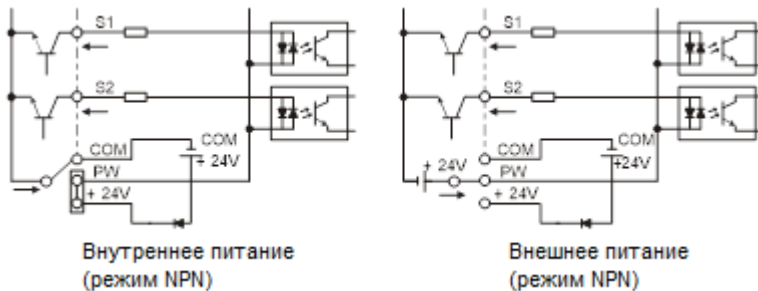 S1
S2
COM
COM
+ 24V
PW
+ 24V
Внутреннее питание
(режим NPN)
S1
S2
COM
COM
+24V
+ 24V
PW
+ 24V
Внешнее питание
(режим NPN)